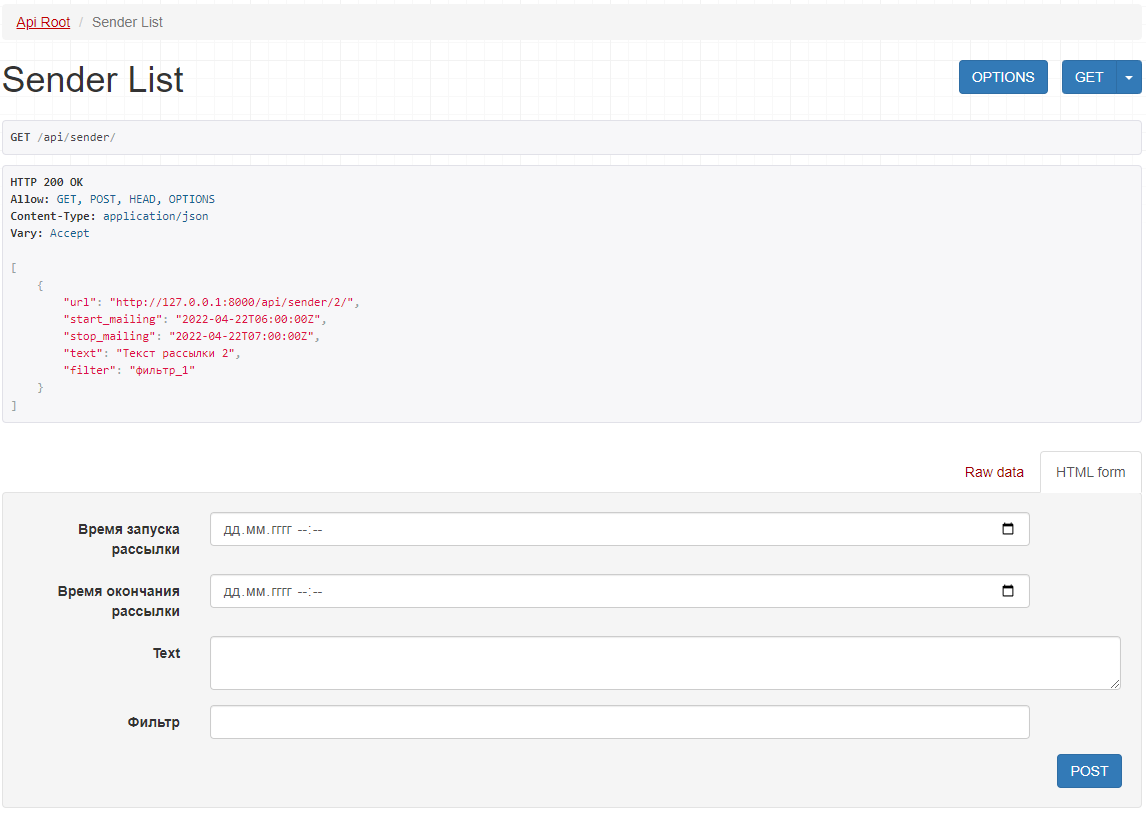 Api Root / Sender List
Sender List
OPTIONS
GET
GET /api/sender/
HTTP 200 OK
Allow: GET, POST, HEAD, OPTIONS
Content-Type: application/json
Vary: Accept
[
    {
        "url": "http://127.0.0.1:8000/api/sender/2/",
        "start_mailing": "2022-04-22T06:00:00Z",
        "stop_mailing": "2022-04-22T07:00:00Z",
        "text": "Текст рассылки 2",
        "filter": "фильтр_1"
    }
]
Raw data
HTML form
Время запуска
рассылки
дд.мм.гггг --:--
Время окончания
рассылки
дд.мм.гггг --:--
Text
Фильтр
POST